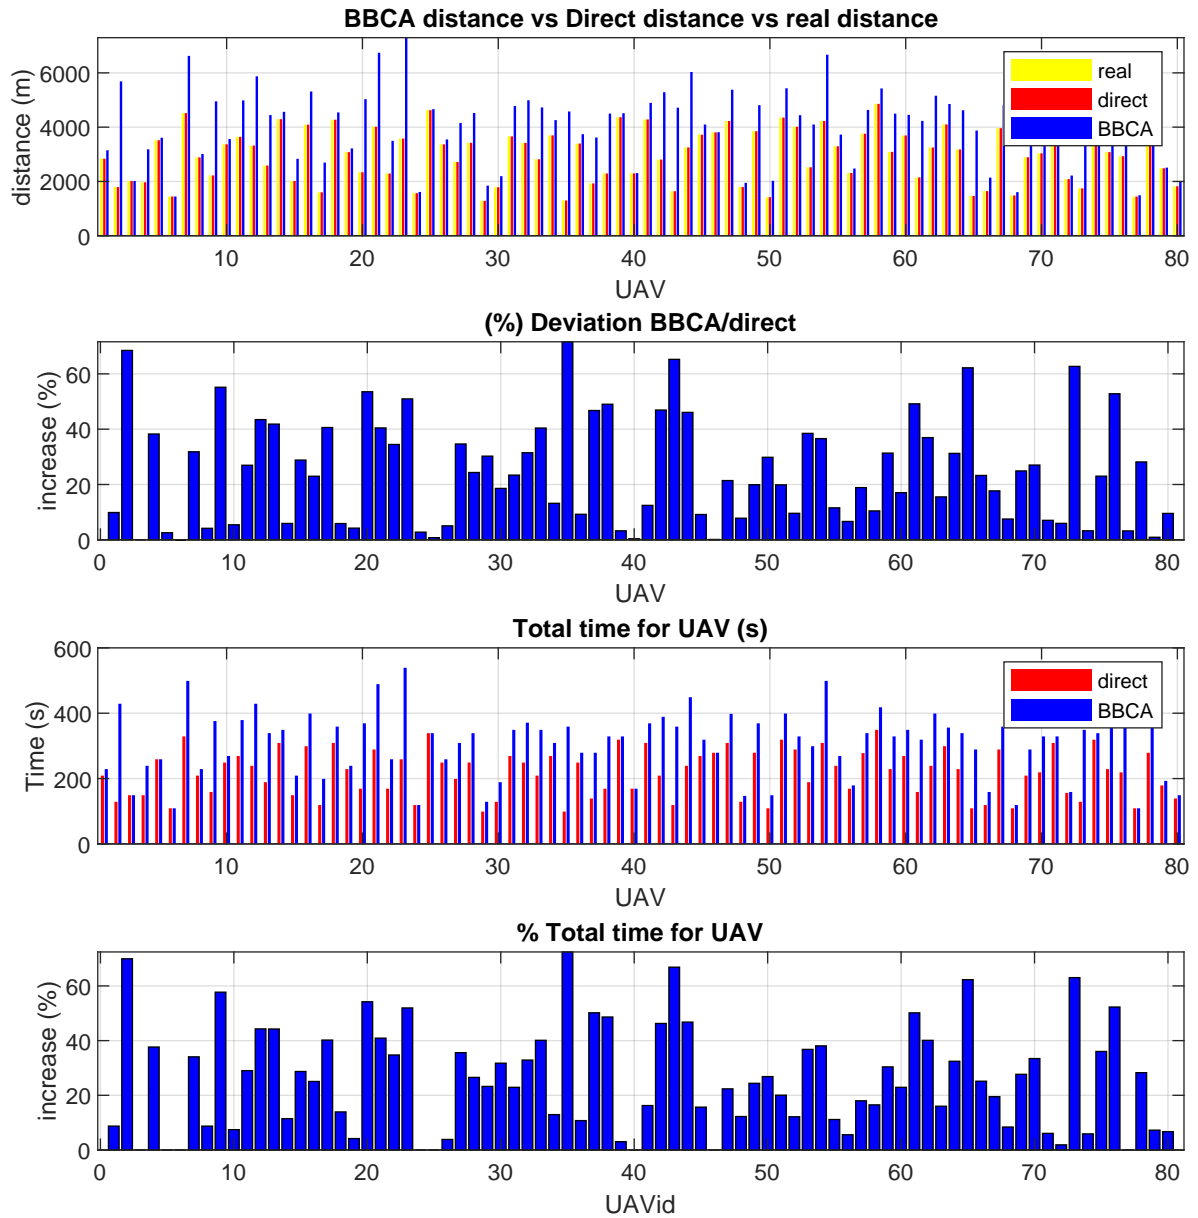 BBCA distance vs Direct distance vs real distance
distance (m)
6000
4000
2000
0
real
direct
BBCA
10 20 30 40 50 60 70 80
UAV
(%) Deviation BBCA/direct
increase (%)
60
40
20
0
0 10 20 30 40 50 60 70 80
UAV
Total time for UAV (s)
Time (s)
600
400
200
0
direct
BBCA
10 20 30 40 50 60 70 80
UAV
% Total time for UAV
increase (%)
60
40
20
0
0 10 20 30 40 50 60 70 80
UAVid